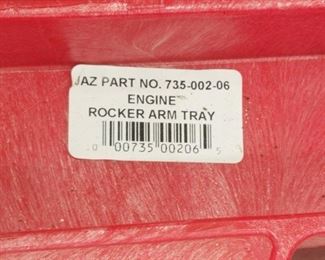 JAZ PART NO. 735-002-06
ENGINE
ROCKER ARM TRAY
0 00735 00206 5